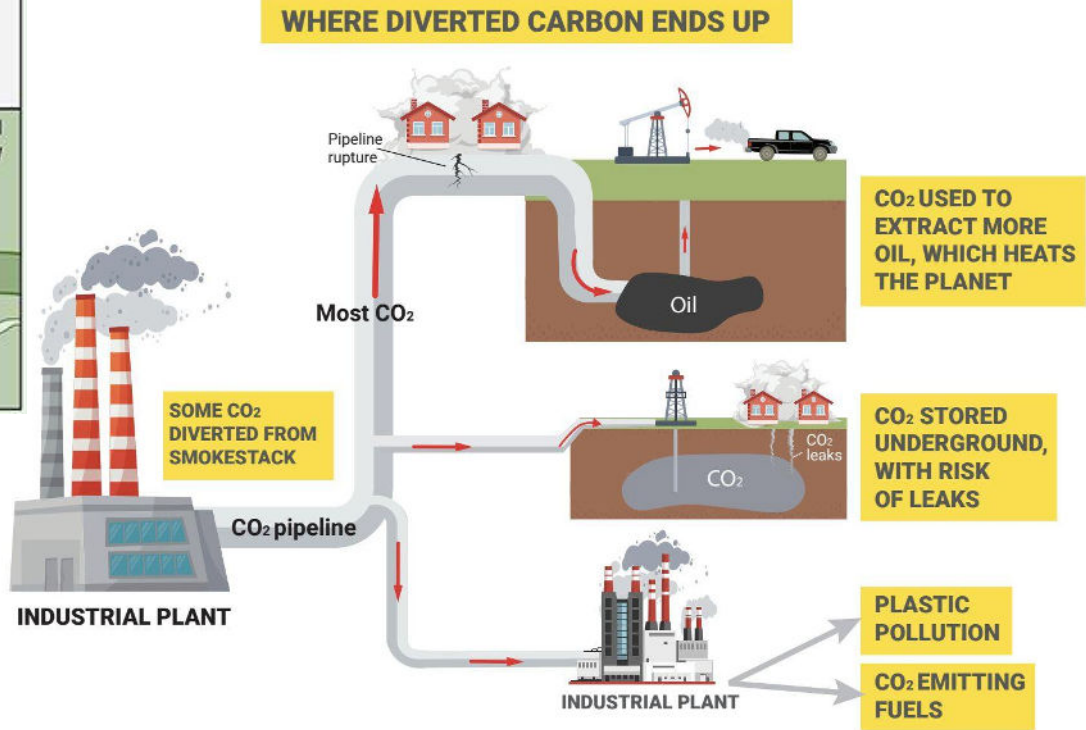 WHERE DIVERTED CARBON ENDS UP
Pipeline
rupture
Most CO₂
Oil
CO₂ USED TO
EXTRACT MORE
OIL, WHICH HEATS
THE PLANET
SOME CO₂
DIVERTED FROM
SMOKESTACK
CO₂
leaks
CO₂
CO₂ STORED
UNDERGROUND,
WITH RISK
OF LEAKS
CO₂ pipeline
INDUSTRIAL PLANT
INDUSTRIAL PLANT
PLASTIC
POLLUTION
CO₂ EMITTING
FUELS